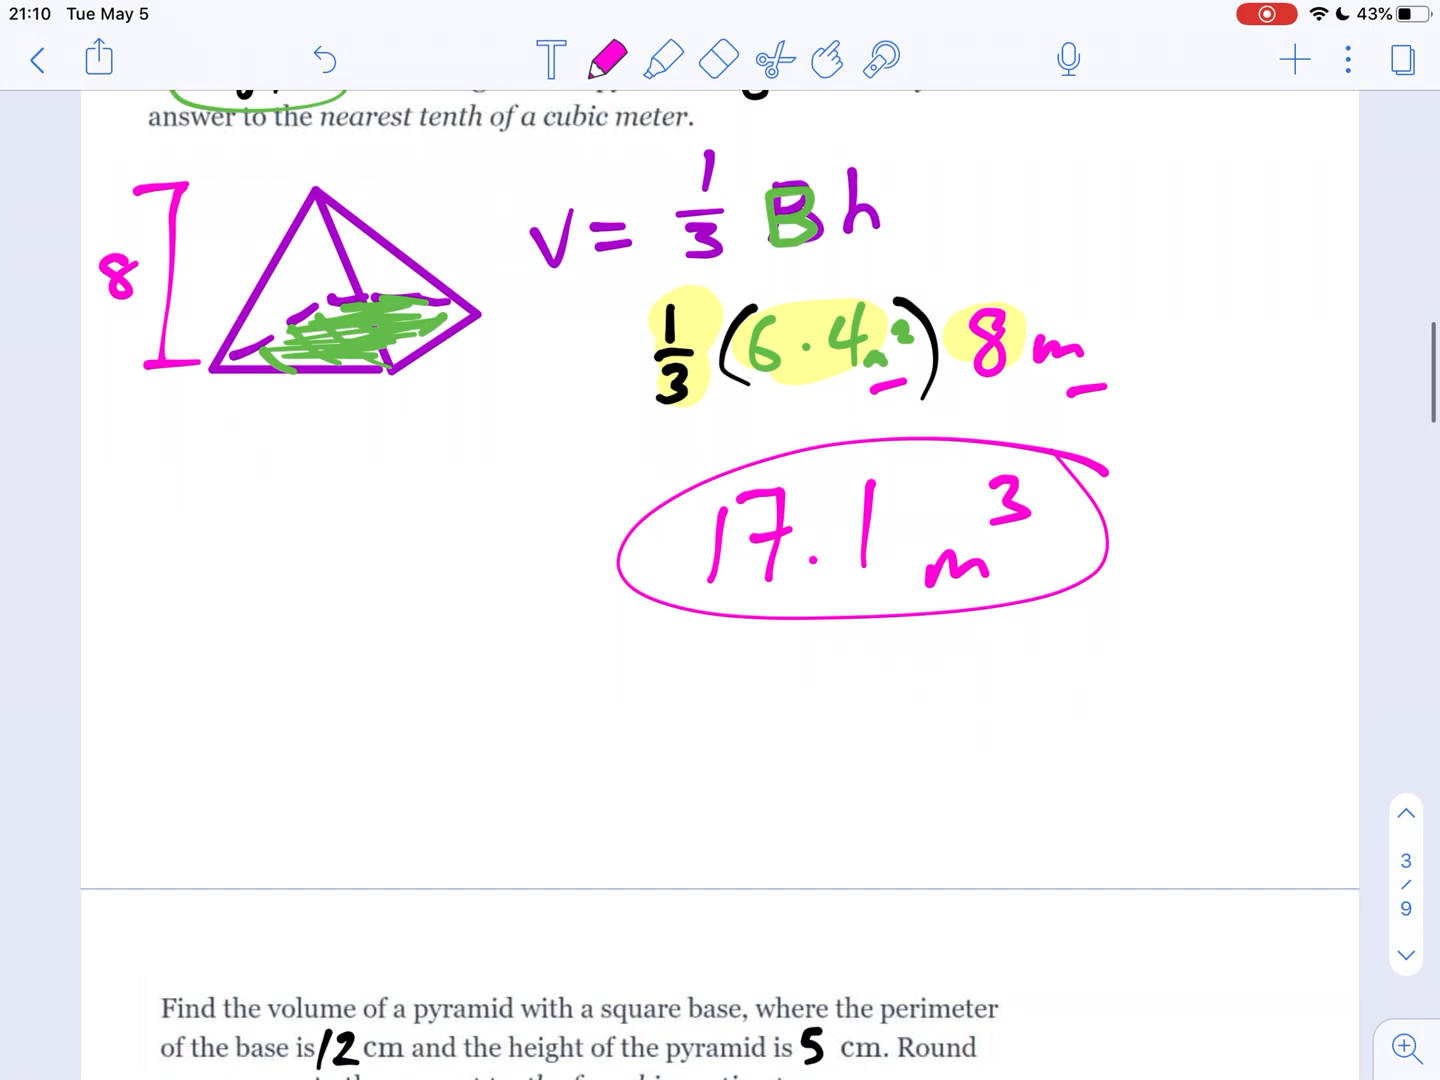 21:10 Tue May 5 43%
answer to the nearest tenth of a cubic meter.
V = 1/3 B h
8
1/3 (6.4 m²) 8 m
17.1 m³
3
/
9
Find the volume of a pyramid with a square base, where the perimeter
of the base is 12 cm and the height of the pyramid is 5 cm. Round